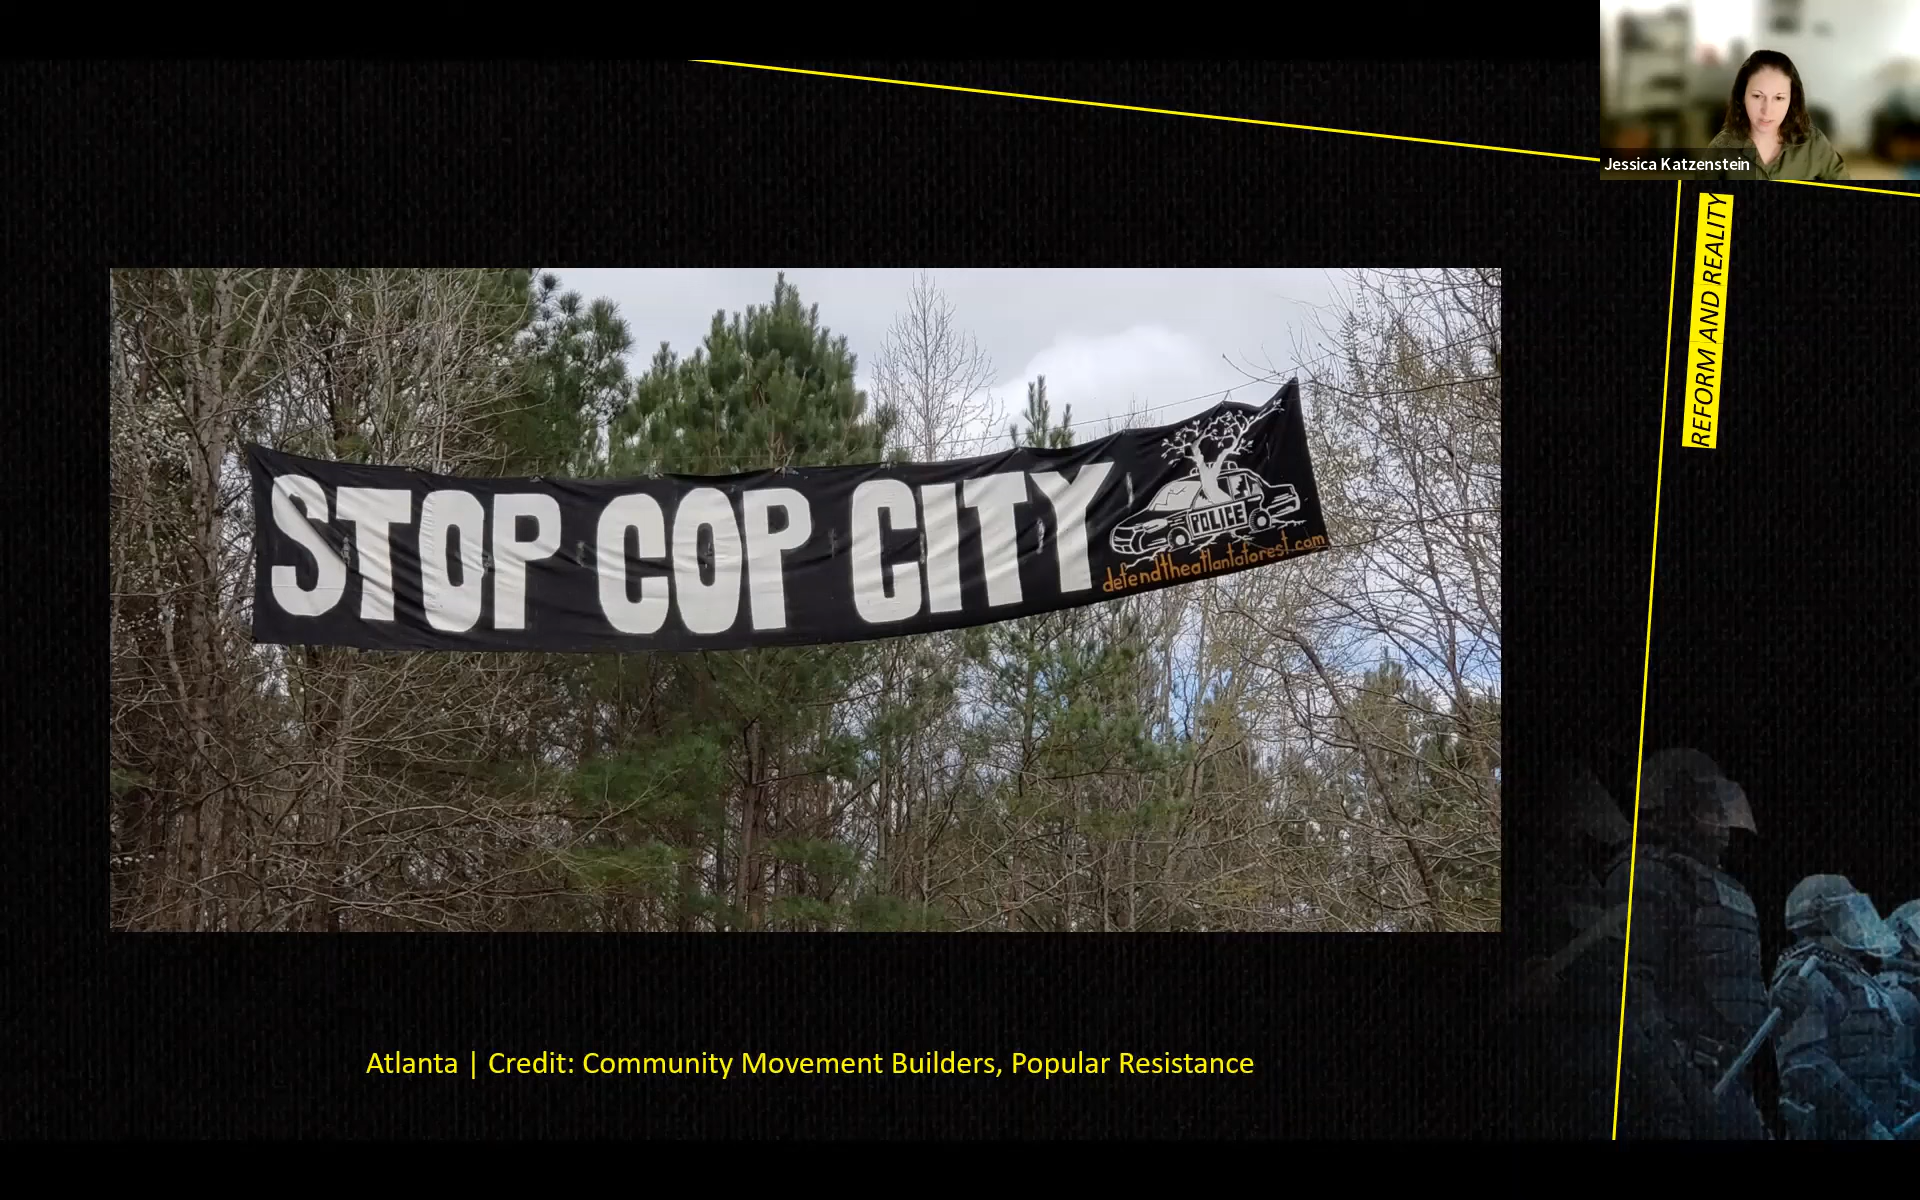 Jessica Katzenstein
REFORM AND REALITY
STOP COP CITY
POLICE
defendtheatlantaforest.com
Atlanta | Credit: Community Movement Builders, Popular Resistance